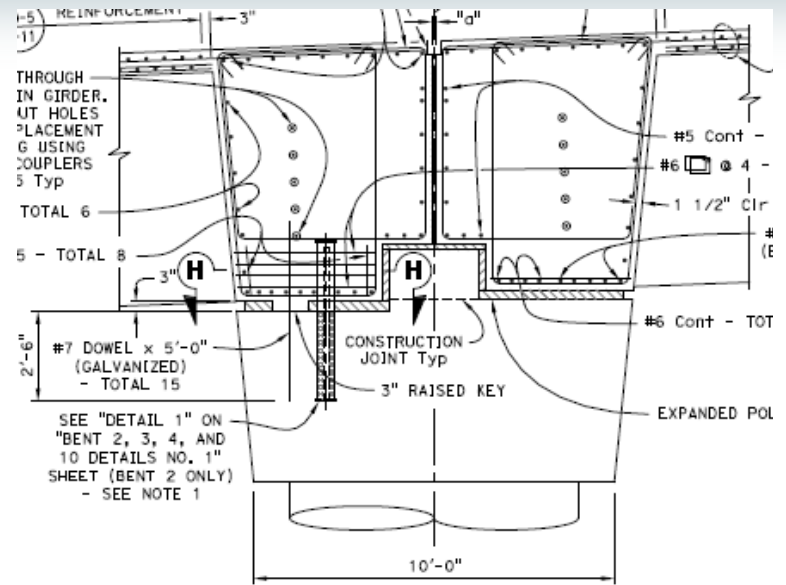 -5
-11
REINFORCEMENT
3"
"a"
THROUGH
IN GIRDER.
UT HOLES
PLACEMENT
G USING
COUPLERS
5 Typ
TOTAL 6
5 - TOTAL 8
3"
H
H
2'-6"
#7 DOWEL x 5'-0"
(GALVANIZED)
- TOTAL 15
SEE "DETAIL 1" ON
"BENT 2, 3, 4, AND
10 DETAILS NO. 1"
SHEET (BENT 2 ONLY)
- SEE NOTE 1
CONSTRUCTION
JOINT Typ
3" RAISED KEY
#5 Cont -
#6 @ 4 -
1 1/2" Clr
#
(E
#6 Cont - TOT
EXPANDED POL
10'-0"